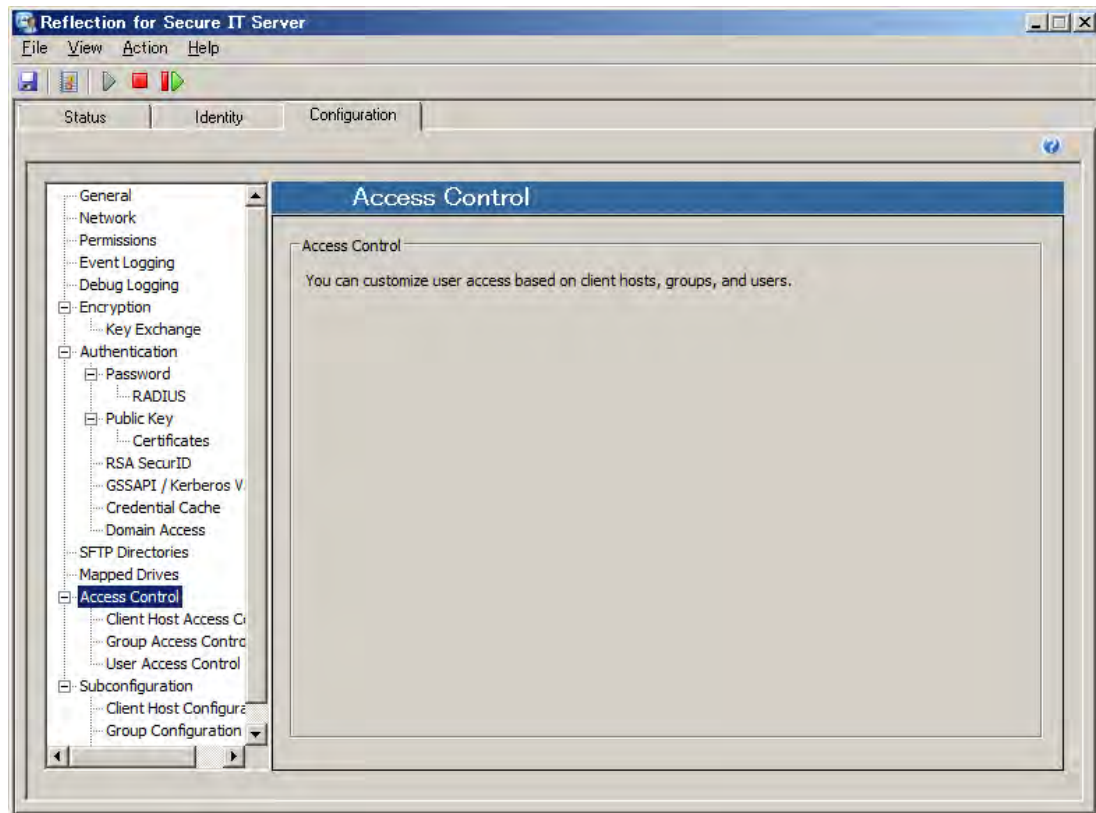 Reflection for Secure IT Server
File View Action Help
Status Identity Configuration
Access Control
General
Network
Permissions
Event Logging
Debug Logging
Encryption
Key Exchange
Authentication
Password
RADIUS
Public Key
Certificates
RSA SecurID
GSSAPI / Kerberos V
Credential Cache
Domain Access
SFTP Directories
Mapped Drives
Access Control
Client Host Access C
Group Access Contro
User Access Control
Subconfiguration
Client Host Configura
Group Configuration
Access Control
You can customize user access based on client hosts, groups, and users.